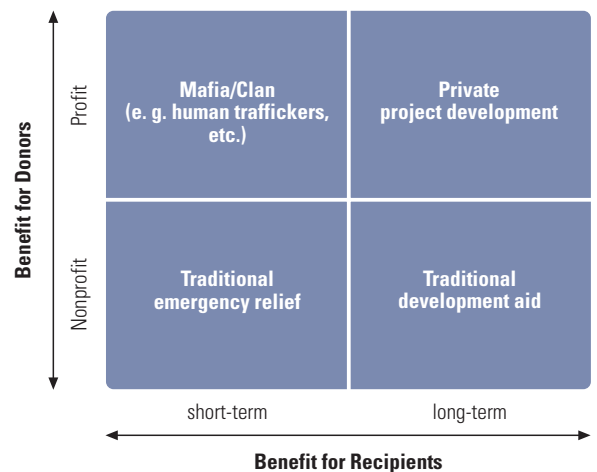 Benefit for Donors
Profit
Nonprofit
Mafia/Clan
(e. g. human traffickers,
etc.)
Private
project development
Traditional
emergency relief
Traditional
development aid
short-term
long-term
Benefit for Recipients